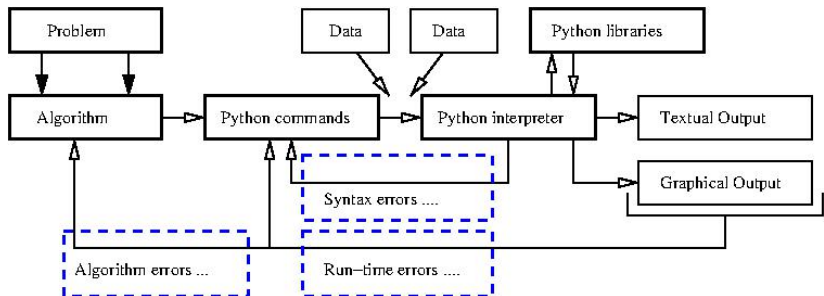 Problem
Data
Data
Python libraries
Algorithm
Python commands
Python interpreter
Textual Output
Graphical Output
Syntax errors ....
Algorithm errors ...
Run-time errors ....